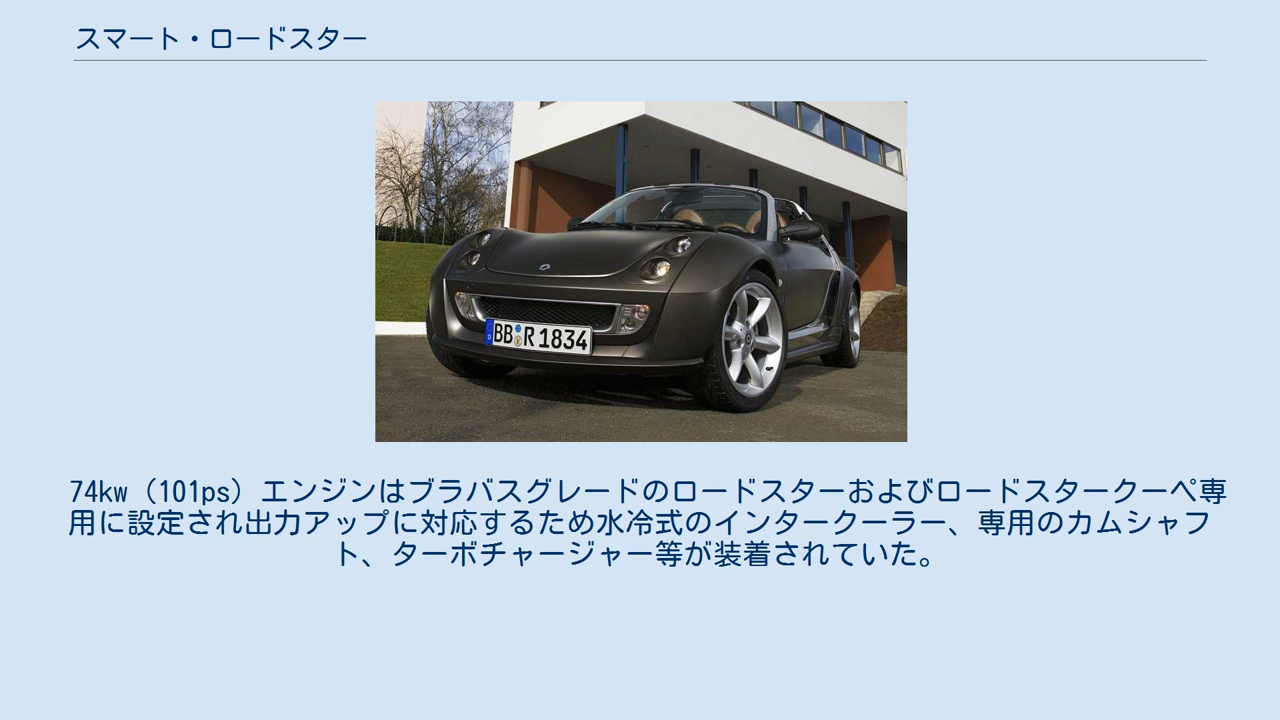 スマート・ロードスター
BB R 1834
74kw（101ps）エンジンはブラバスグレードのロードスターおよびロードスタークーペ専
用に設定され出力アップに対応するため水冷式のインタークーラー、専用のカムシャフ
ト、ターボチャージャー等が装着されていた。